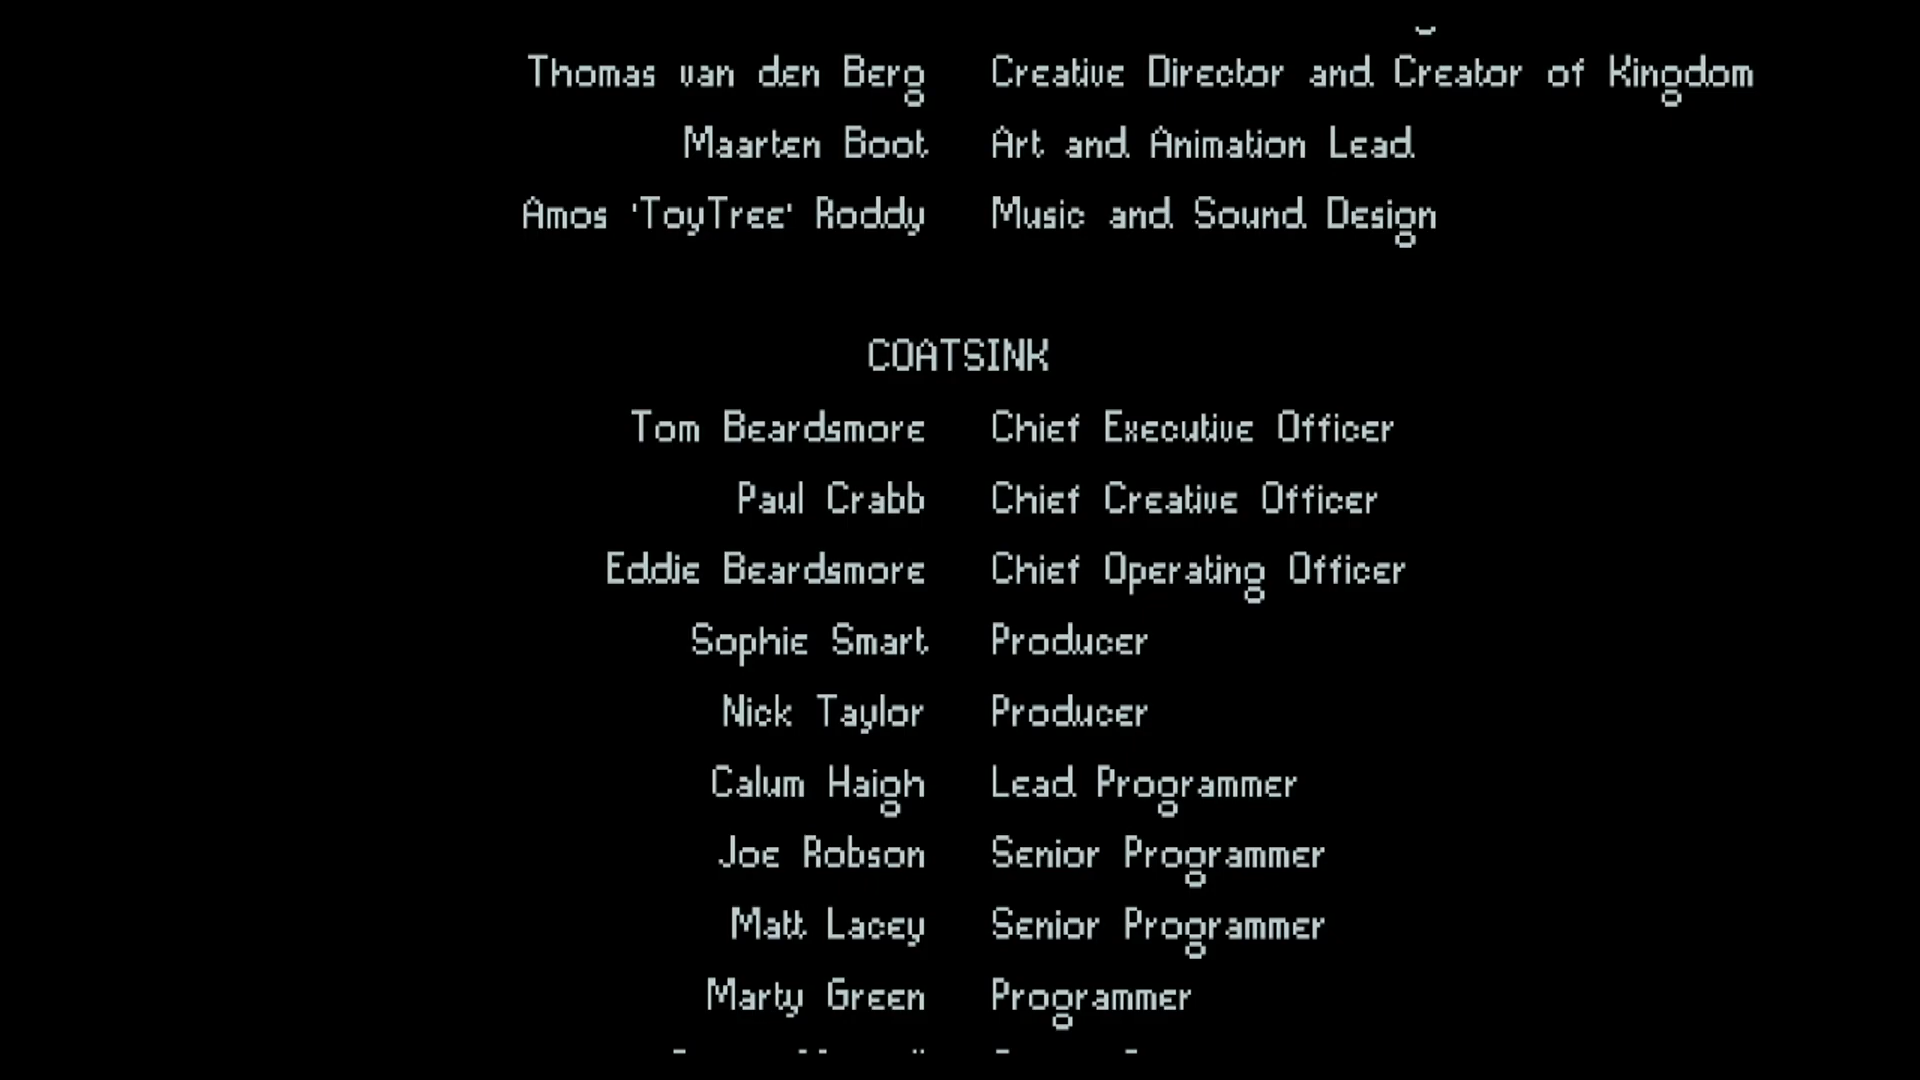 Thomas van den Berg Creative Director and Creator of Kingdom
Maarten Boot Art and Animation Lead
Amos 'ToyTree' Roddy Music and Sound Design
COATSINK
Tom Beardsmore Chief Executive Officer
Paul Crabb Chief Creative Officer
Eddie Beardsmore Chief Operating Officer
Sophie Smart Producer
Nick Taylor Producer
Calum Haigh Lead Programmer
Joe Robson Senior Programmer
Matt Lacey Senior Programmer
Marty Green Programmer